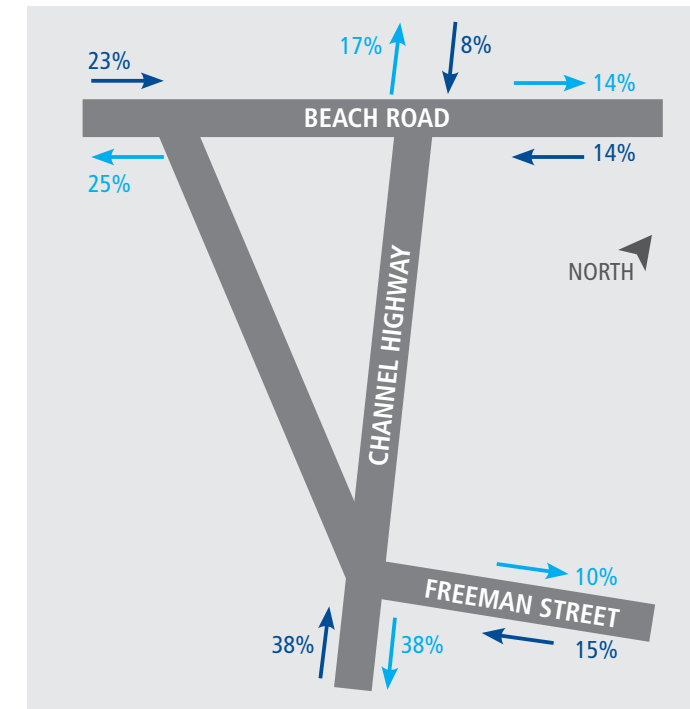 17%
8%
23%
14%
BEACH ROAD
14%
25%
NORTH
CHANNEL HIGHWAY
10%
FREEMAN STREET
38%
38%
15%